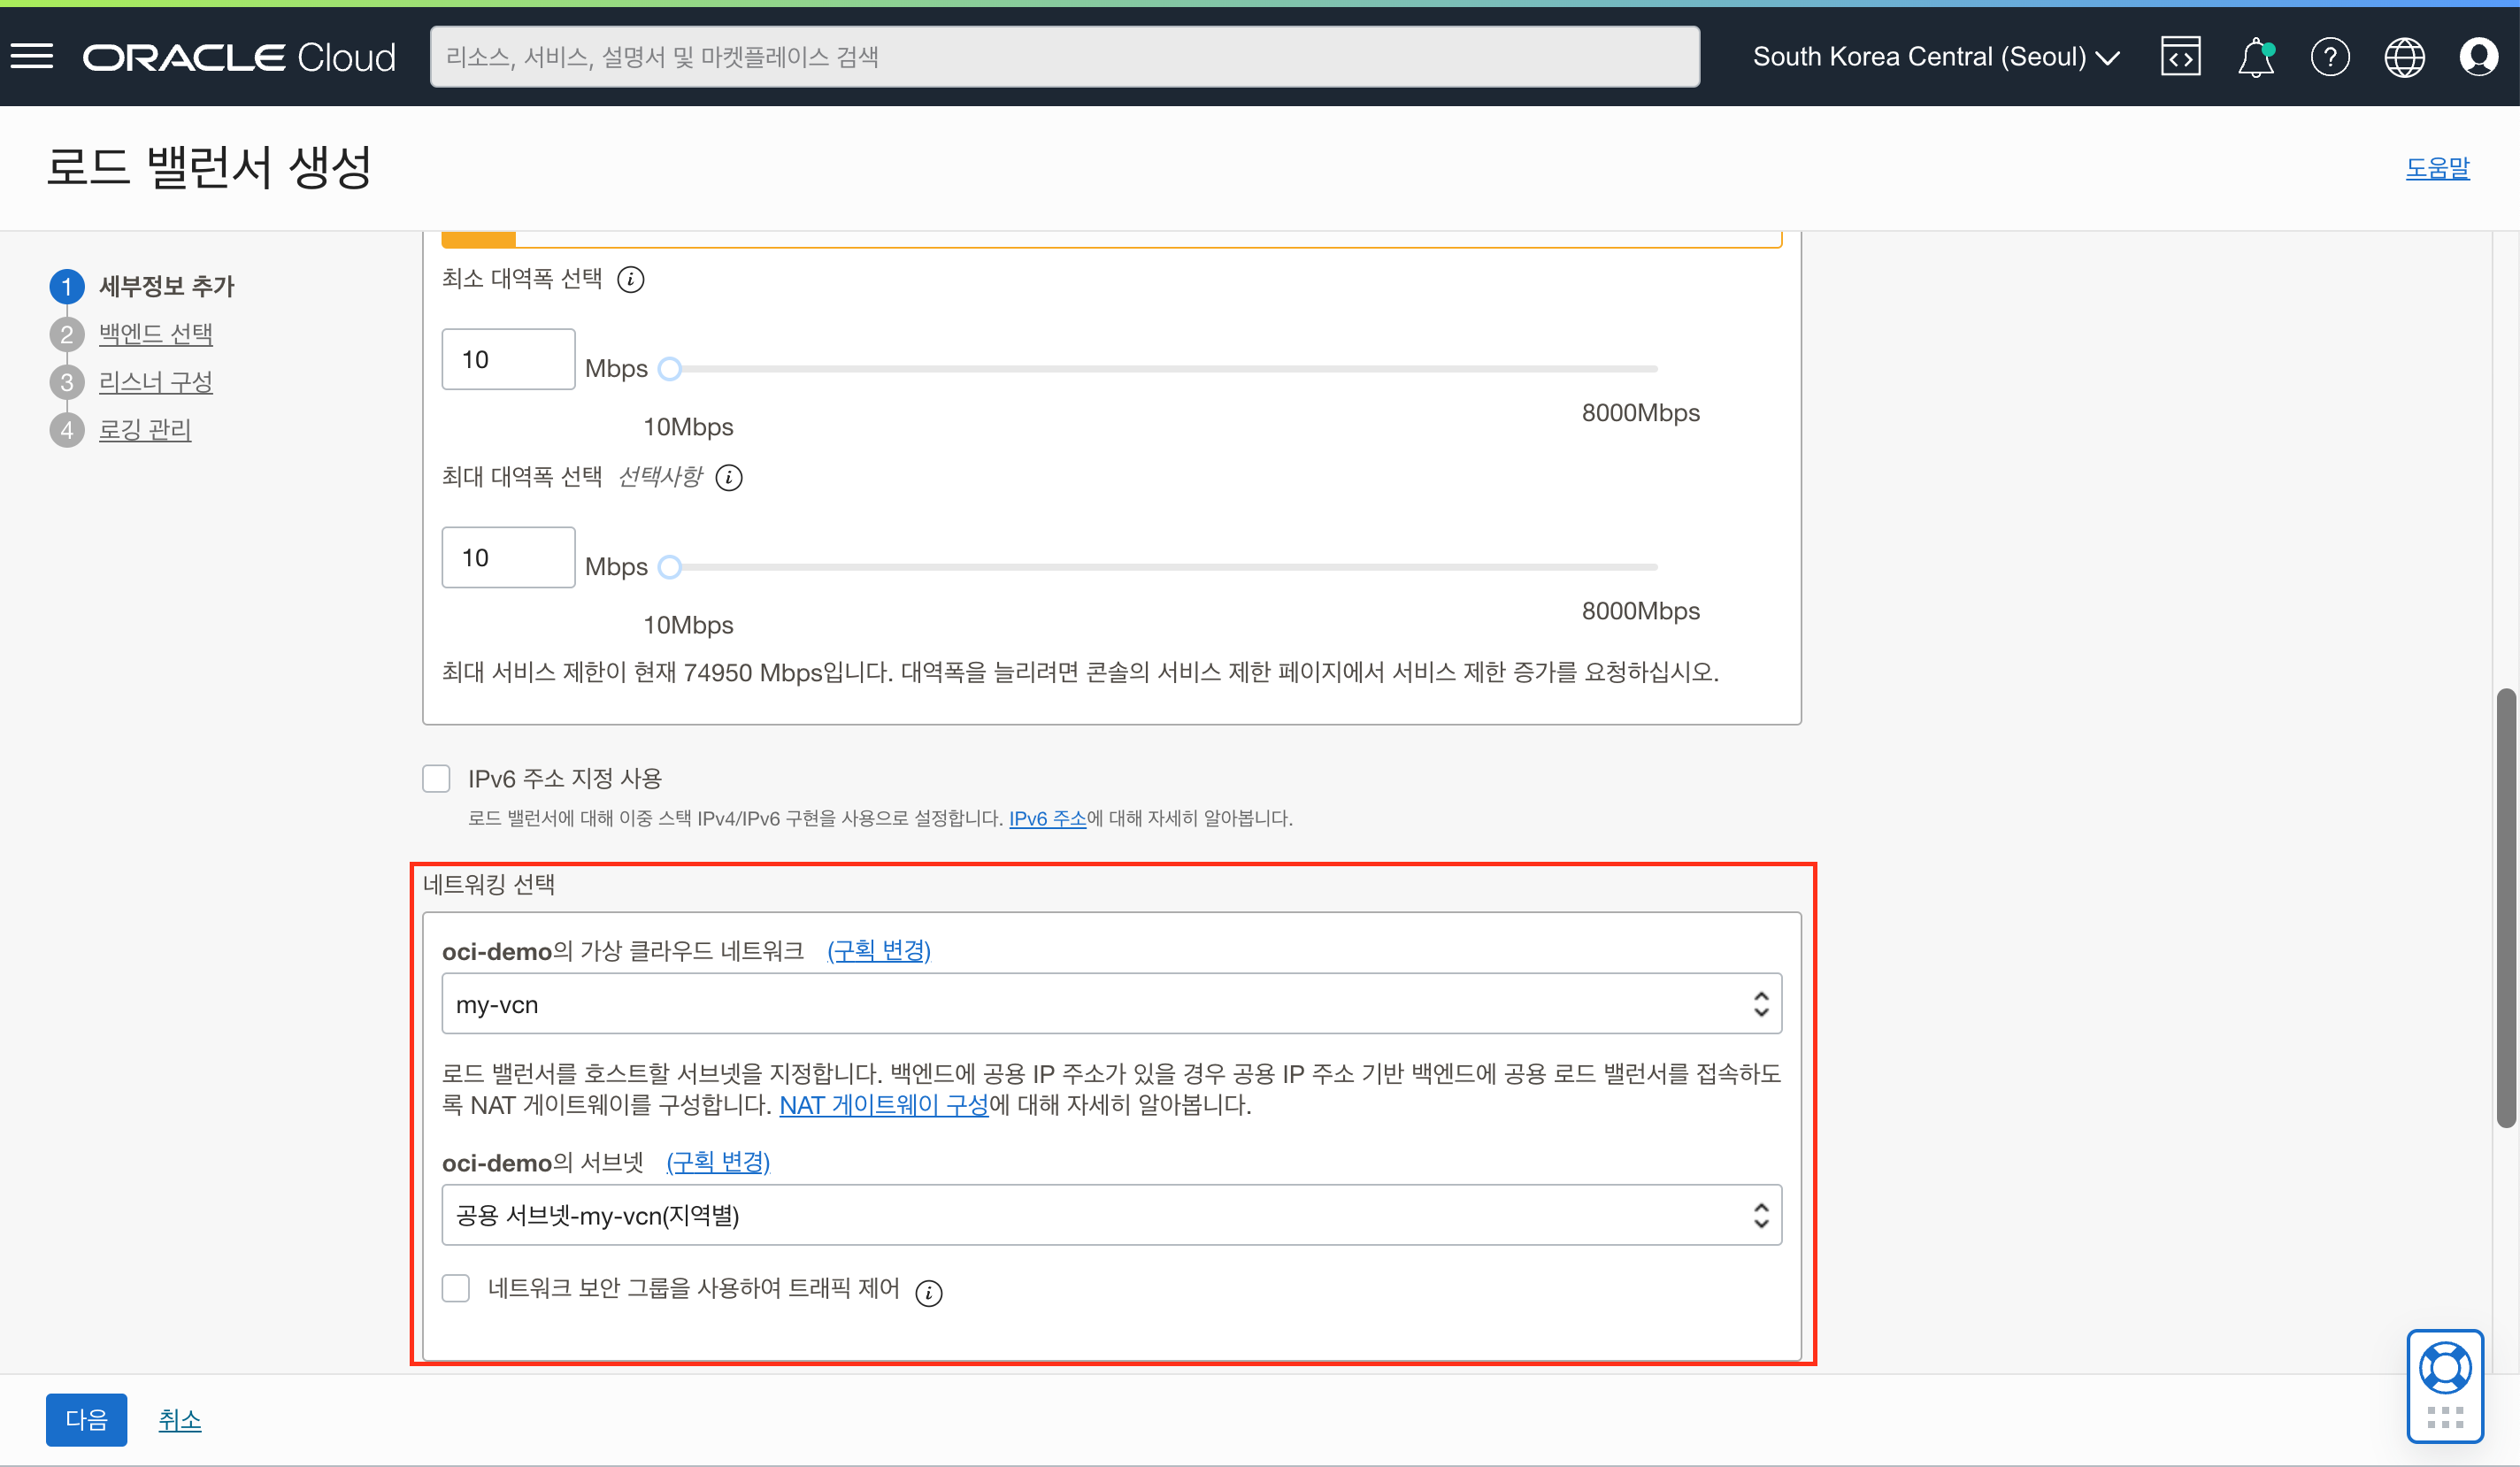 ORACLE Cloud
리소스, 서비스, 설명서 및 마켓플레이스 검색
South Korea Central (Seoul)
로드 밸런서 생성
도움말
1 세부정보 추가
2 백엔드 선택
3 리스너 구성
4 로깅 관리
최소 대역폭 선택
10 Mbps
10Mbps
8000Mbps
최대 대역폭 선택 선택사항
10 Mbps
10Mbps
8000Mbps
최대 서비스 제한이 현재 74950 Mbps입니다. 대역폭을 늘리려면 콘솔의 서비스 제한 페이지에서 서비스 제한 증가를 요청하십시오.
IPv6 주소 지정 사용
로드 밸런서에 대해 이중 스택 IPv4/IPv6 구현을 사용으로 설정합니다. IPv6 주소에 대해 자세히 알아봅니다.
네트워킹 선택
oci-demo의 가상 클라우드 네트워크 (구획 변경)
my-vcn
로드 밸런서를 호스트할 서브넷을 지정합니다. 백엔드에 공용 IP 주소가 있을 경우 공용 IP 주소 기반 백엔드에 공용 로드 밸런서를 접속하도
록 NAT 게이트웨이를 구성합니다. NAT 게이트웨이 구성에 대해 자세히 알아봅니다.
oci-demo의 서브넷 (구획 변경)
공용 서브넷-my-vcn(지역별)
네트워크 보안 그룹을 사용하여 트래픽 제어
다음
취소